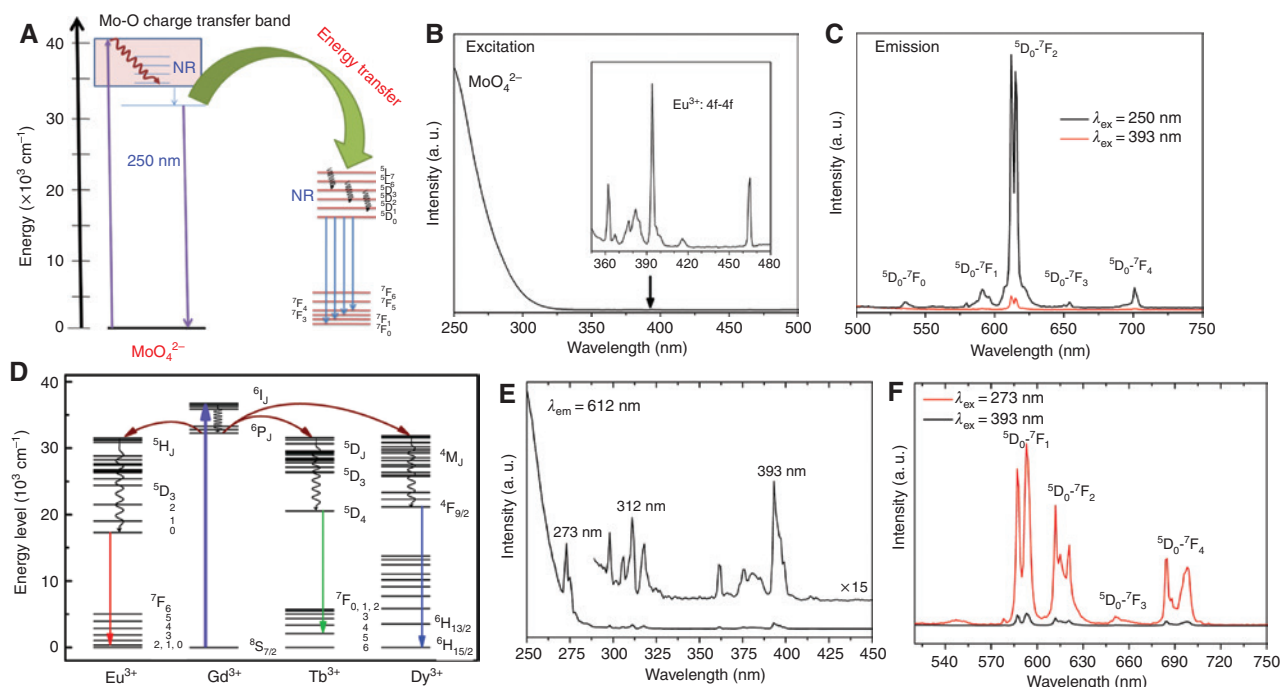 A
Mo-O charge transfer band
Energy (×10³ cm⁻¹)
40
30
20
10
0
NR
250 nm
Energy transfer
NR
⁵L₇
⁵L₆
⁵D₃
⁵D₂
⁵D₁
⁵D₀
⁷F₆
⁷F₅
⁷F₄
⁷F₃
⁷F₁
⁷F₀
MoO₄²⁻
B
Excitation
MoO₄²⁻
Eu³⁺: 4f-4f
360 390 420 450 480
Intensity (a. u.)
250 300 350 400 450 500
Wavelength (nm)
C
Emission
⁵D₀-⁷F₂
λex = 250 nm
λex = 393 nm
⁵D₀-⁷F₀
⁵D₀-⁷F₁
⁵D₀-⁷F₃
⁵D₀-⁷F₄
Intensity (a. u.)
500 550 600 650 700 750
Wavelength (nm)
D
Energy level (10³ cm⁻¹)
40
30
20
10
0
⁶I_J
⁶P_J
⁵H_J
⁵D₃
2
1
0
⁷F₆
5
4
3
2, 1, 0
⁸S₇/₂
⁵D_J
⁵D₃
⁵D₄
⁷F₀, ₁, ₂
3
4
5
6
⁴M_J
⁴F₉/₂
⁶H₁₃/₂
⁶H₁₅/₂
Eu³⁺ Gd³⁺ Tb³⁺ Dy³⁺
E
λem = 612 nm
273 nm
312 nm
393 nm
×15
Intensity (a. u.)
250 275 300 325 350 375 400 425 450
Wavelength (nm)
F
λex = 273 nm
λex = 393 nm
⁵D₀-⁷F₁
⁵D₀-⁷F₂
⁵D₀-⁷F₃
⁵D₀-⁷F₄
Intensity (a. u.)
540 570 600 630 660 690 720 750
Wavelength (nm)